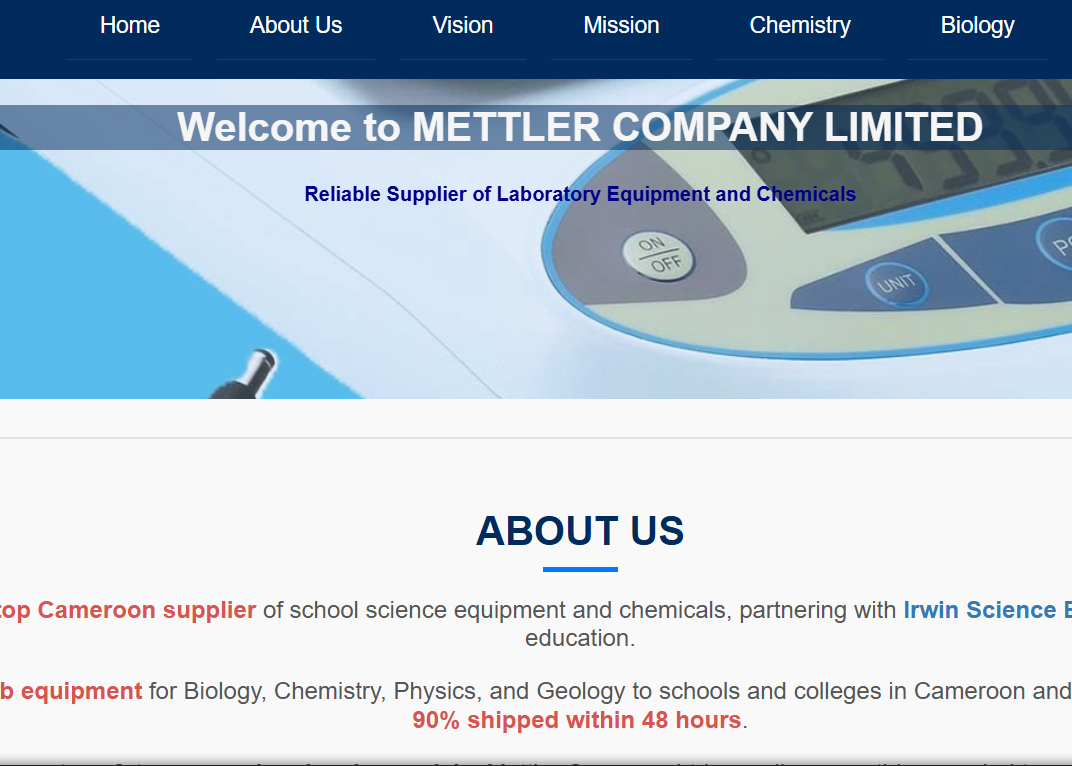 Home About Us Vision Mission Chemistry Biology
Welcome to METTLER COMPANY LIMITED
Reliable Supplier of Laboratory Equipment and Chemicals
ON
OFF
UNIT
ABOUT US
top Cameroon supplier of school science equipment and chemicals, partnering with Irwin Science E
education.
b equipment for Biology, Chemistry, Physics, and Geology to schools and colleges in Cameroon and
90% shipped within 48 hours.